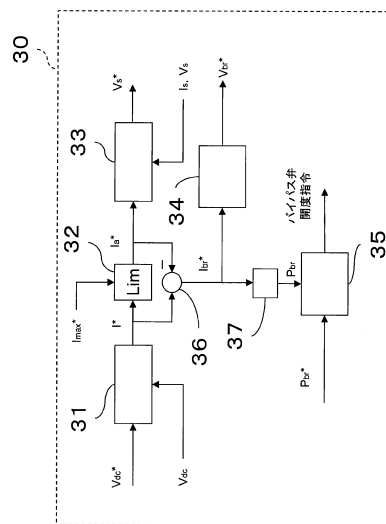 30
Vs*
Is, Vs
33
Vbr*
34
バイパス弁
開度指令
32
Ia*
Lim
Imax*
−
Ibr*
36
37
Pbr
35
I*
31
Pbr*
Vdc*
Vdc